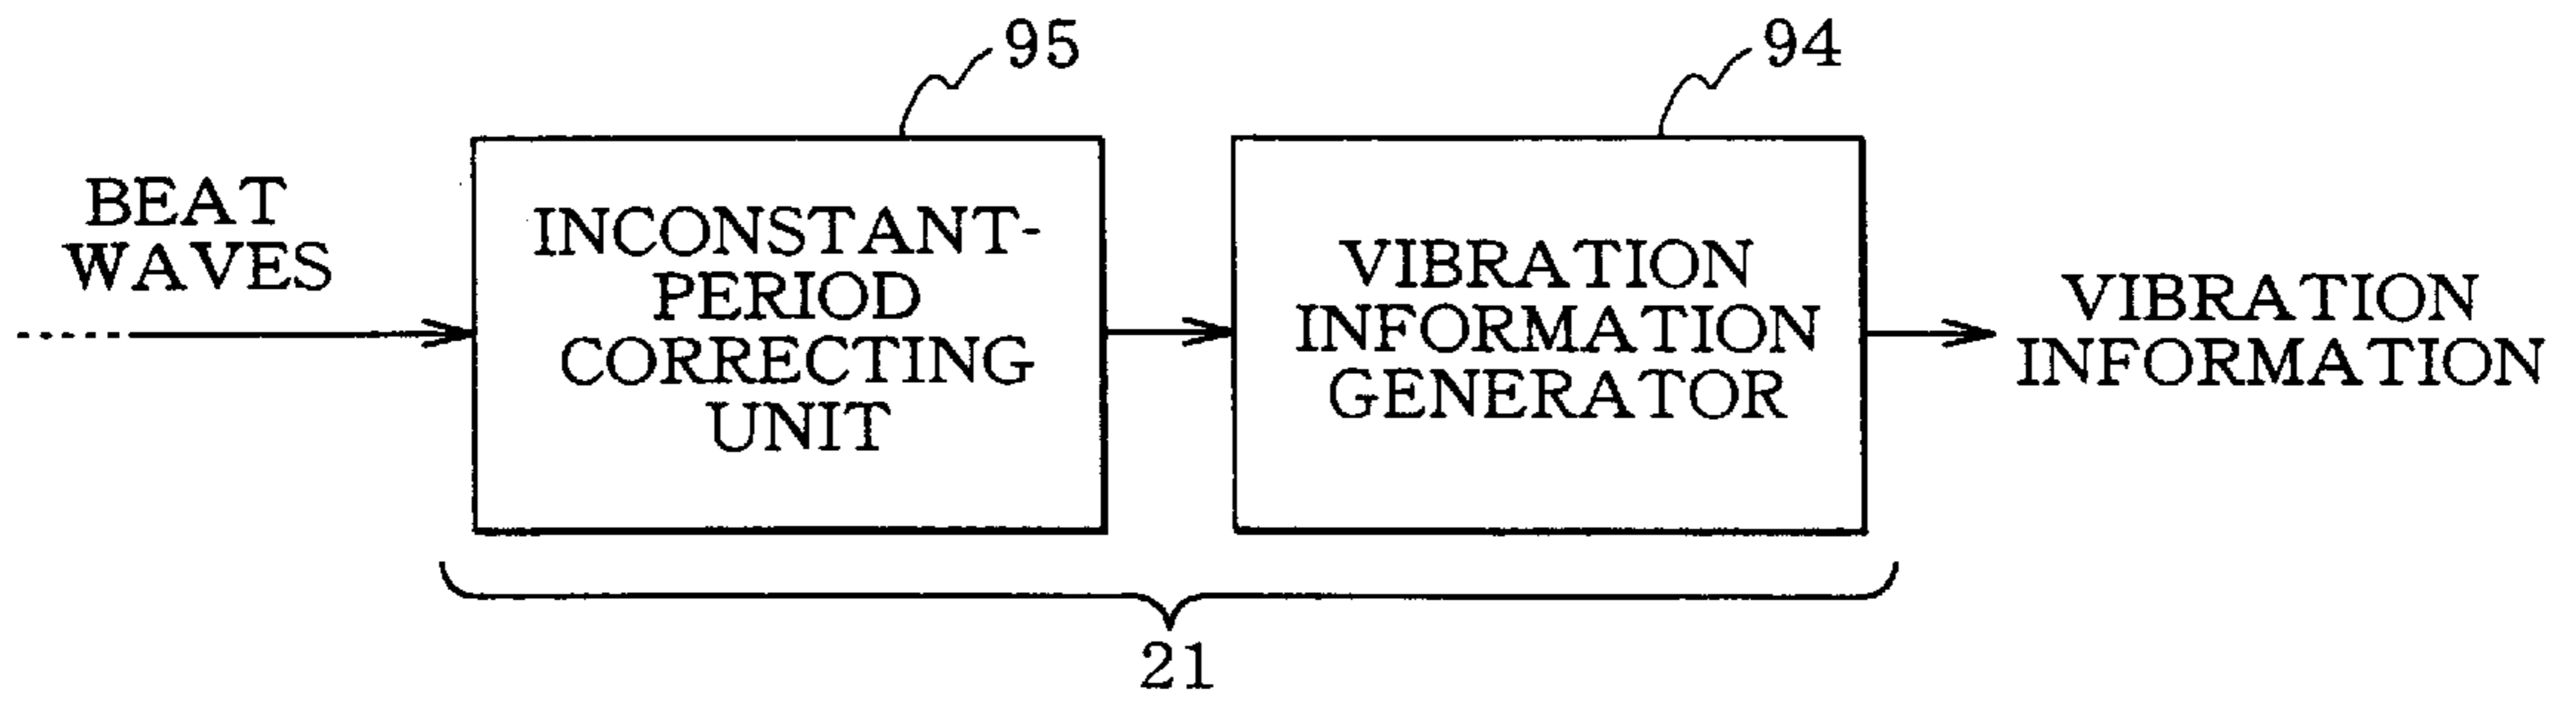 95
94
BEAT
WAVES
INCONSTANT-
PERIOD
CORRECTING
UNIT
VIBRATION
INFORMATION
GENERATOR
VIBRATION
INFORMATION
21